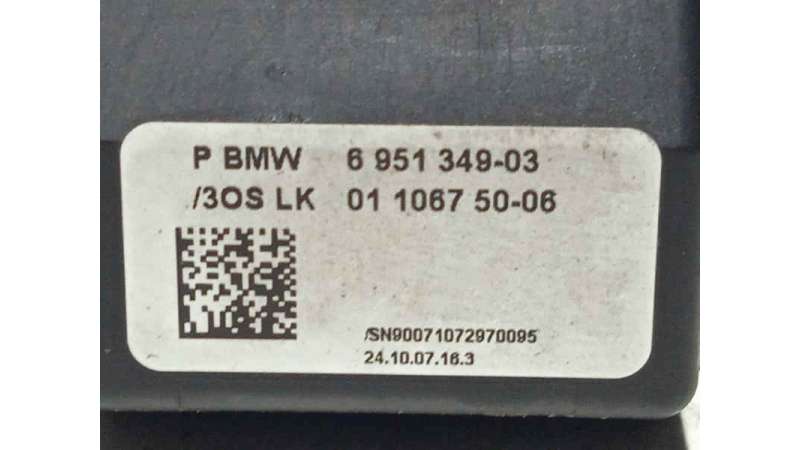 P BMW 6 951 349-03
/3OS LK 01 1067 50-06
/SN90071072970095
24.10.07.16.3